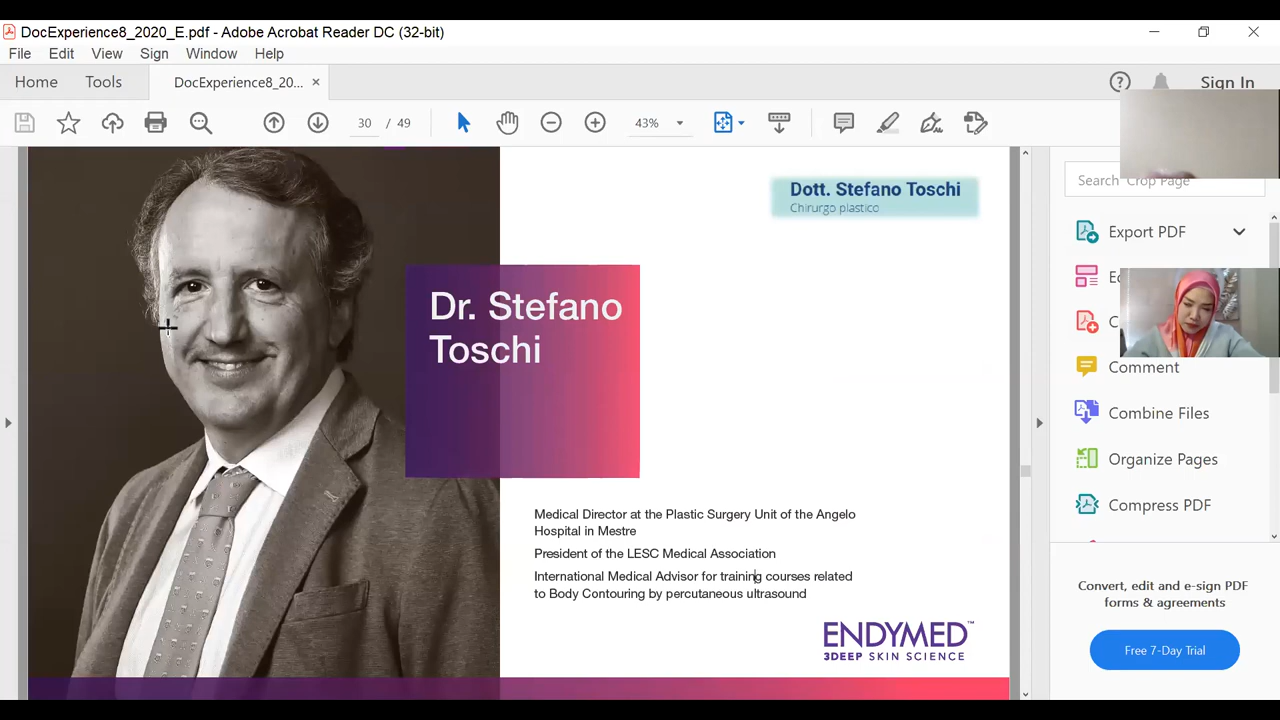 DocExperience8_2020_E.pdf - Adobe Acrobat Reader DC (32-bit)
File Edit View Sign Window Help
Home Tools DocExperience8_20... × Sign In
30 / 49 43%
Search 'Crop Page'
Dott. Stefano Toschi
Chirurgo plastico
Dr. Stefano
Toschi
Medical Director at the Plastic Surgery Unit of the Angelo
Hospital in Mestre
President of the LESC Medical Association
International Medical Advisor for training courses related
to Body Contouring by percutaneous ultrasound
ENDYMED™
3DEEP SKIN SCIENCE
Export PDF
Comment
Combine Files
Organize Pages
Compress PDF
Convert, edit and e-sign PDF
forms & agreements
Free 7-Day Trial